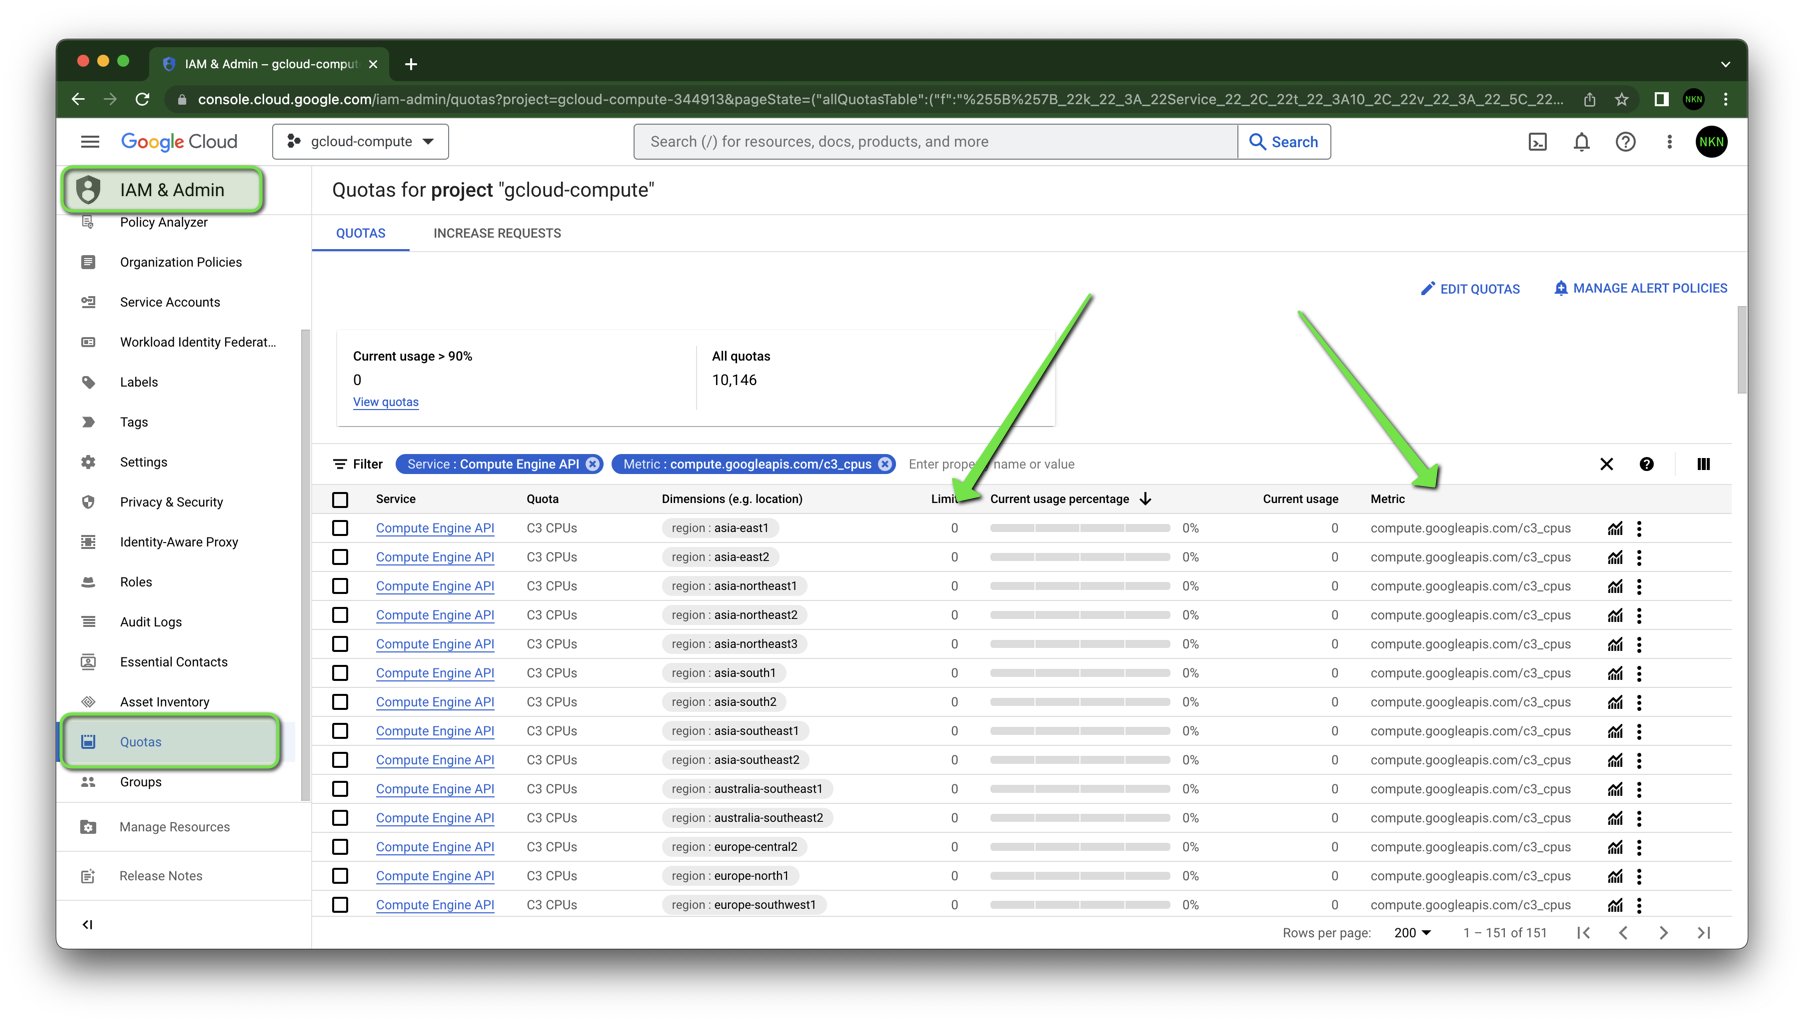 IAM & Admin – gcloud-comput
console.cloud.google.com/iam-admin/quotas?project=gcloud-compute-344913&pageState=("allQuotasTable":("f":"%255B%257B_22k_22_3A_22Service_22_2C_22t_22_3A10_2C_22v_22_3A_22_5C_22...
NKN
Google Cloud
gcloud-compute
Search (/) for resources, docs, products, and more
Search
NKN
IAM & Admin
Policy Analyzer
Organization Policies
Service Accounts
Workload Identity Federat...
Labels
Tags
Settings
Privacy & Security
Identity-Aware Proxy
Roles
Audit Logs
Essential Contacts
Asset Inventory
Quotas
Groups
Manage Resources
Release Notes
Quotas for project "gcloud-compute"
QUOTAS INCREASE REQUESTS
EDIT QUOTAS MANAGE ALERT POLICIES
Current usage > 90%
0
View quotas
All quotas
10,146
Filter Service : Compute Engine API Metric : compute.googleapis.com/c3_cpus Enter property name or value
Service Quota Dimensions (e.g. location) Limit Current usage percentage Current usage Metric
Compute Engine API C3 CPUs region : asia-east1 0 0% 0 compute.googleapis.com/c3_cpus
Compute Engine API C3 CPUs region : asia-east2 0 0% 0 compute.googleapis.com/c3_cpus
Compute Engine API C3 CPUs region : asia-northeast1 0 0% 0 compute.googleapis.com/c3_cpus
Compute Engine API C3 CPUs region : asia-northeast2 0 0% 0 compute.googleapis.com/c3_cpus
Compute Engine API C3 CPUs region : asia-northeast3 0 0% 0 compute.googleapis.com/c3_cpus
Compute Engine API C3 CPUs region : asia-south1 0 0% 0 compute.googleapis.com/c3_cpus
Compute Engine API C3 CPUs region : asia-south2 0 0% 0 compute.googleapis.com/c3_cpus
Compute Engine API C3 CPUs region : asia-southeast1 0 0% 0 compute.googleapis.com/c3_cpus
Compute Engine API C3 CPUs region : asia-southeast2 0 0% 0 compute.googleapis.com/c3_cpus
Compute Engine API C3 CPUs region : australia-southeast1 0 0% 0 compute.googleapis.com/c3_cpus
Compute Engine API C3 CPUs region : australia-southeast2 0 0% 0 compute.googleapis.com/c3_cpus
Compute Engine API C3 CPUs region : europe-central2 0 0% 0 compute.googleapis.com/c3_cpus
Compute Engine API C3 CPUs region : europe-north1 0 0% 0 compute.googleapis.com/c3_cpus
Compute Engine API C3 CPUs region : europe-southwest1 0 0% 0 compute.googleapis.com/c3_cpus
Rows per page: 200 1 – 151 of 151